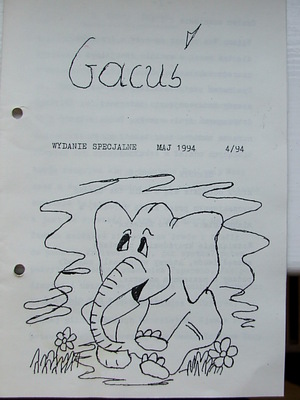 Gacuś
WYDANIE SPECJALNE MAJ 1994 4/94